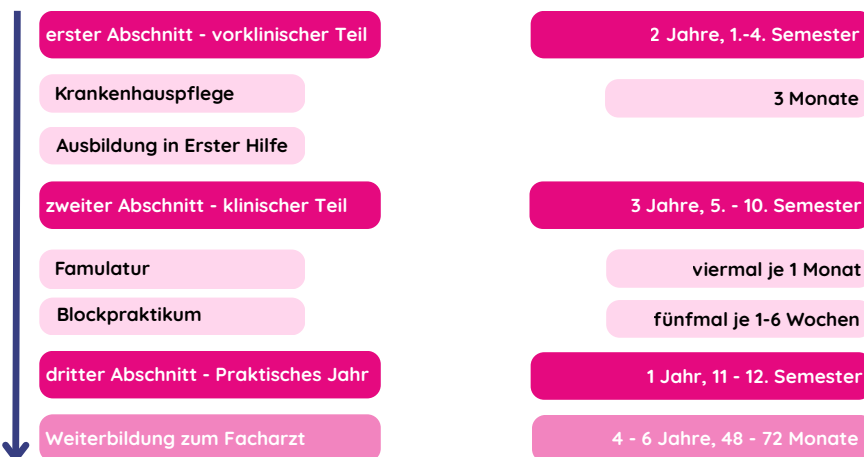 erster Abschnitt - vorklinischer Teil 2 Jahre, 1.-4. Semester
Krankenhauspflege 3 Monate
Ausbildung in Erster Hilfe
zweiter Abschnitt - klinischer Teil 3 Jahre, 5. - 10. Semester
Famulatur viermal je 1 Monat
Blockpraktikum fünfmal je 1-6 Wochen
dritter Abschnitt - Praktisches Jahr 1 Jahr, 11 - 12. Semester
Weiterbildung zum Facharzt 4 - 6 Jahre, 48 - 72 Monate